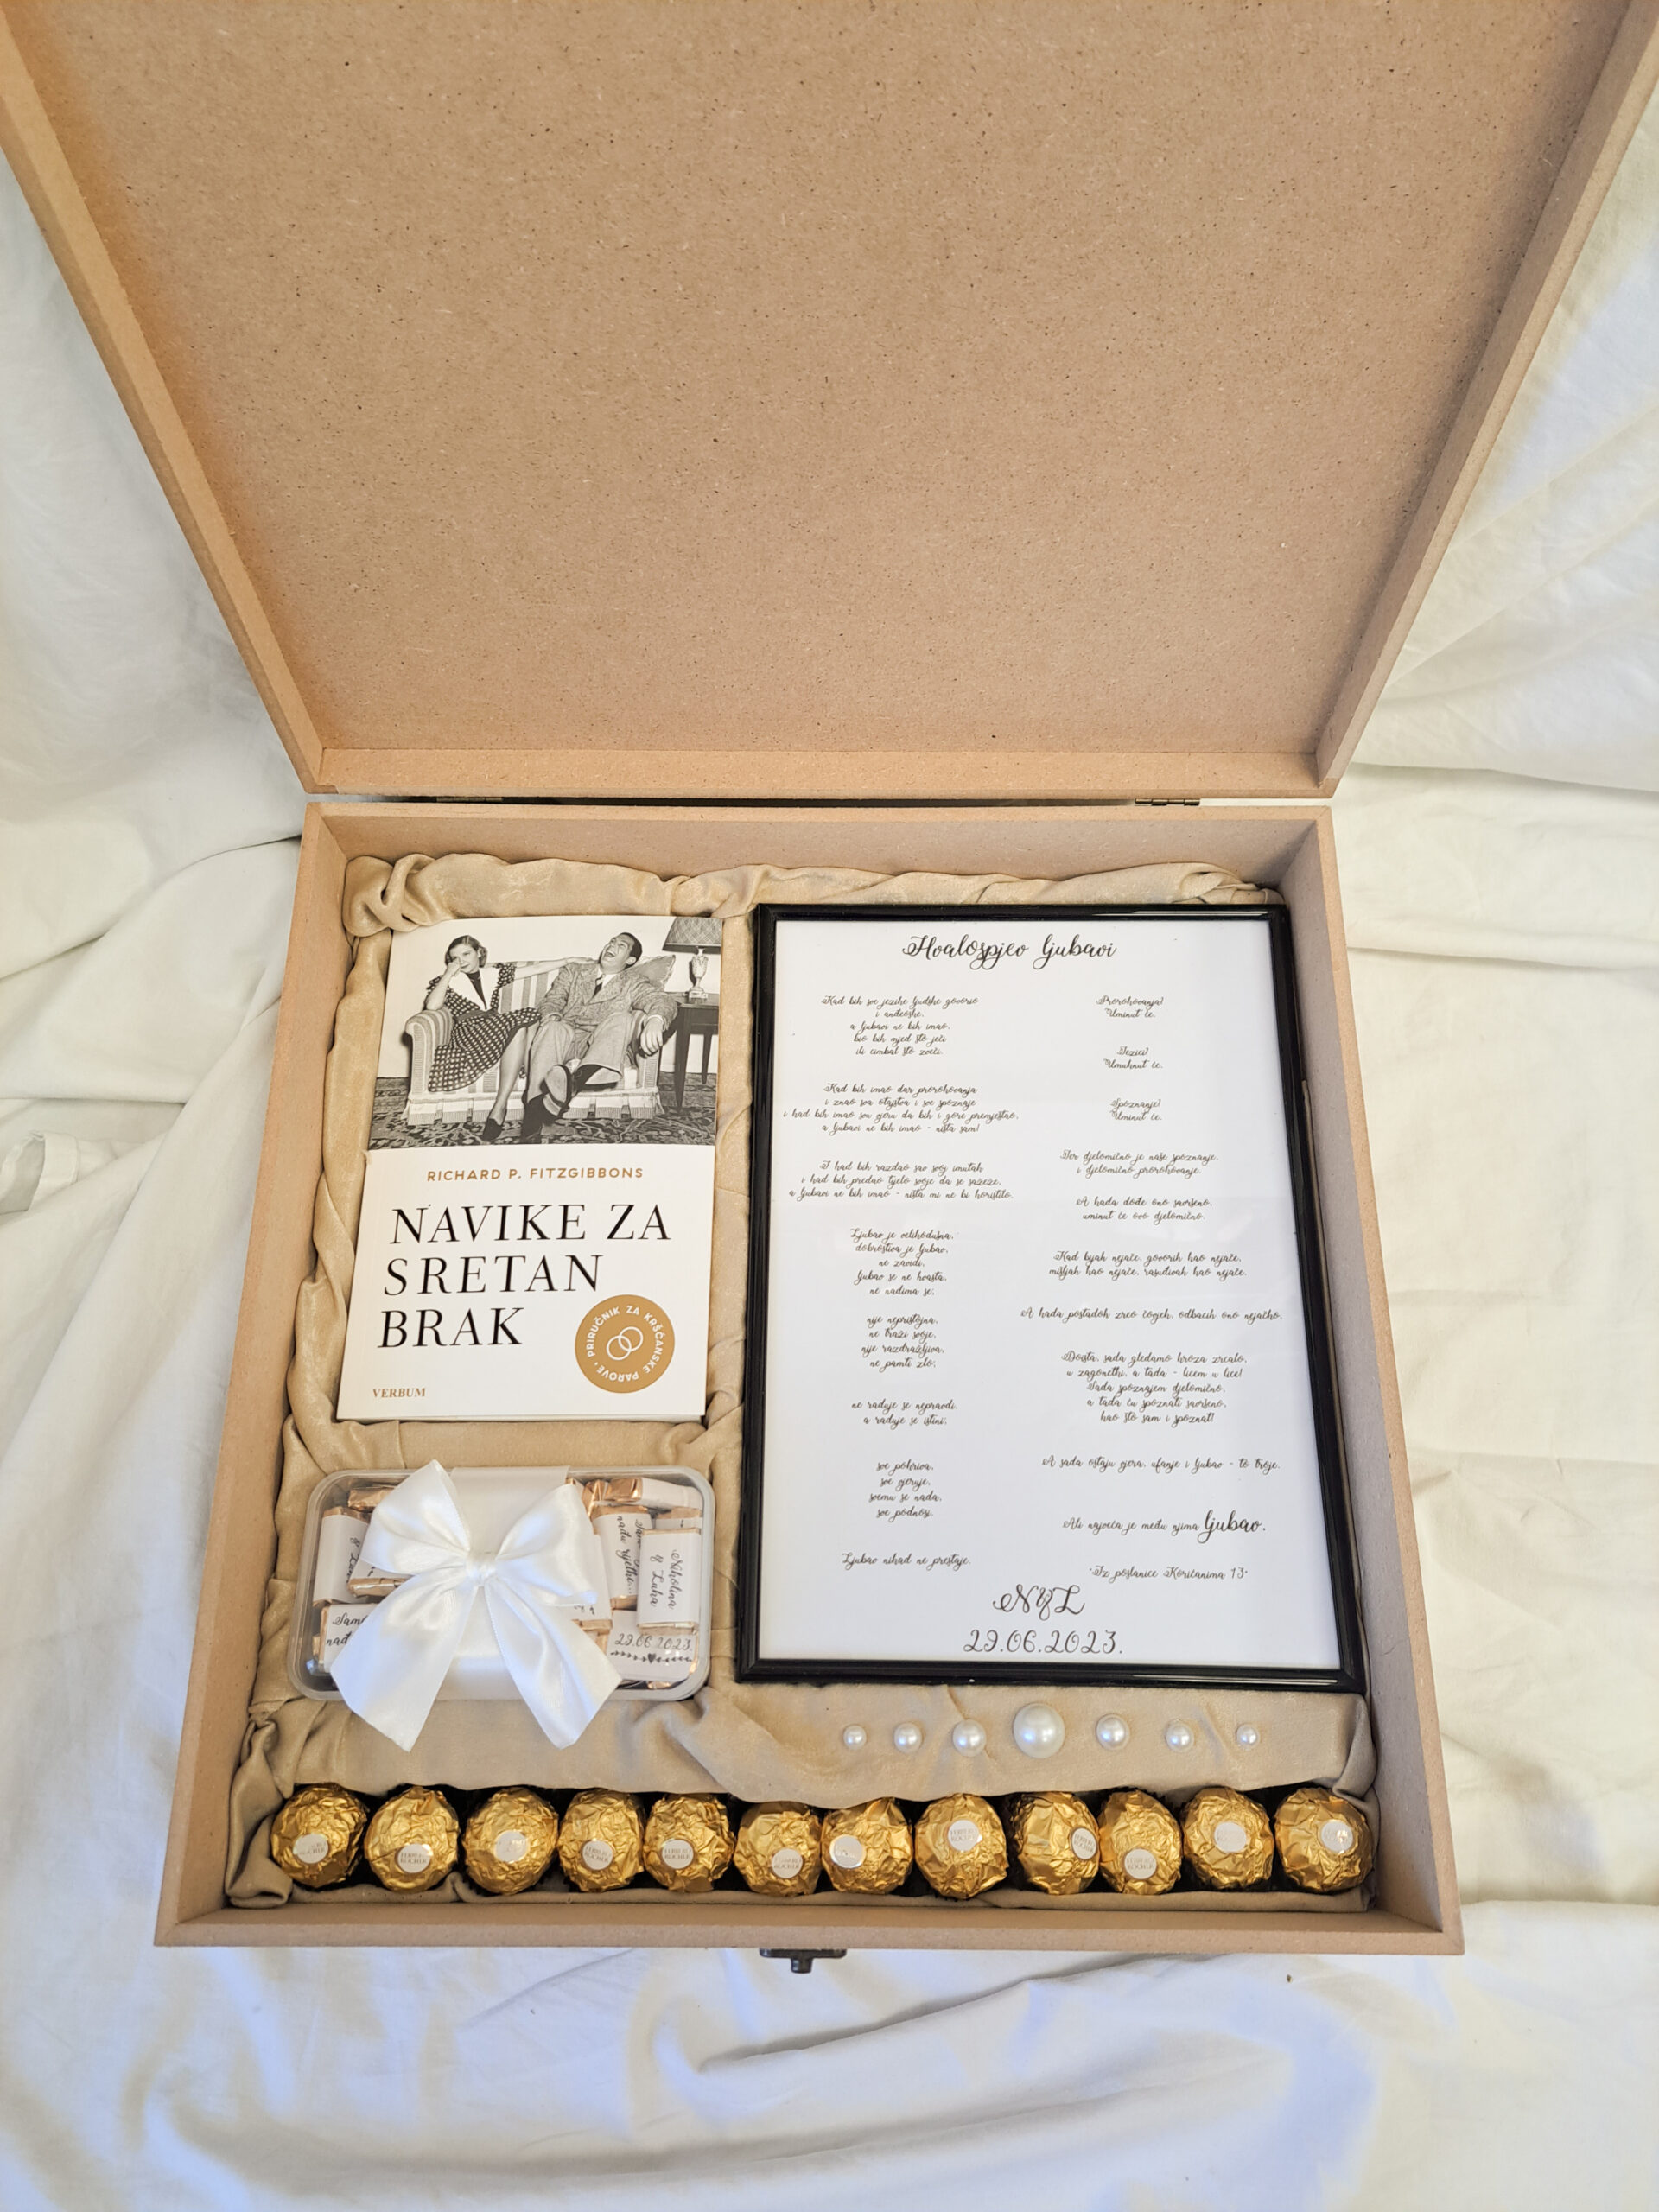 RICHARD P. FITZGIBBONS
NAVIKE ZA
SRETAN
BRAK
PRIRUČNIK ZA KRŠĆANSKE PAROVE
VERBUM
Nikolina
& Luka
29.06.2023.
Hvalospjev ljubavi
Kad bih sve jezike ljudske govorio
i anđeoske,
a ljubavi ne bih imao,
bio bih mjed što ječi
ili cimbal što zveči.
Kad bih imao dar prorokovanja
i znao sva otajstva i sve spoznaje
i kad bih imao svu vjeru da bih i gore premještao,
a ljubavi ne bih imao - ništa sam!
I kad bih razdao sav svoj imutak
i kad bih predao tijelo svoje da se sažeže,
a ljubavi ne bih imao - ništa mi ne bi koristilo.
Ljubav je velikodušna,
dobrostiva je ljubav,
ne zavidi,
ljubav se ne hvasta,
ne nadima se;
nije nepristojna,
ne traži svoje,
nije razdražljiva,
ne pamti zlo;
ne raduje se nepravdi,
a raduje se istini;
sve pokriva,
sve vjeruje,
svemu se nada,
sve podnosi.
Ljubav nikad ne prestaje.
Prorokovanja?
Uminut će.
Jezici?
Umuknut će.
Spoznanje?
Uminut će.
Jer djelomično je naše spoznanje,
i djelomično prorokovanje.
A kada dođe ono savršeno,
uminut će ovo djelomično.
Kad bijah nejače, govorih kao nejače,
mišljah kao nejače, rasuđivah kao nejače.
A kada postadoh zreo čovjek, odbacih ono nejačko.
Doista, sada gledamo kroza zrcalo,
u zagonetki, a tada - licem u lice!
Sada spoznajem djelomično,
a tada ću spoznati savršeno,
kao što sam i spoznat!
A sada ostaju vjera, ufanje i ljubav - to troje.
Ali najveća je među njima ljubav.
"Iz poslanice Korićanima 13"
N&L
29.06.2023.
FERRERO
ROCHER